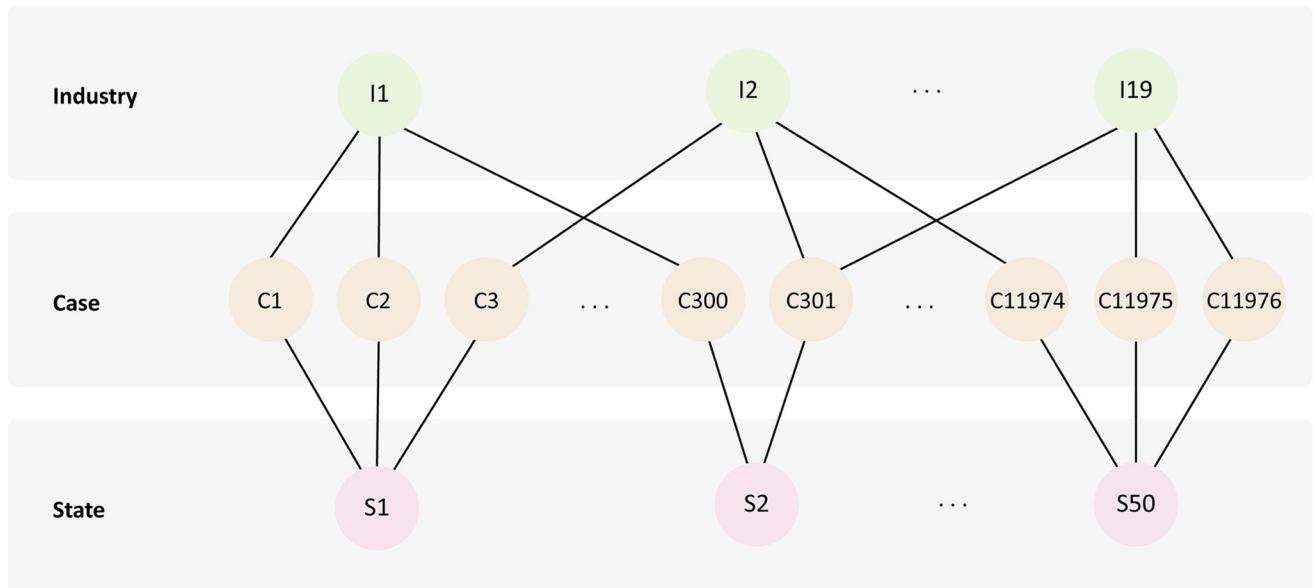 Industry I1 I2 ... I19
Case C1 C2 C3 ... C300 C301 ... C11974 C11975 C11976
State S1 S2 ... S50